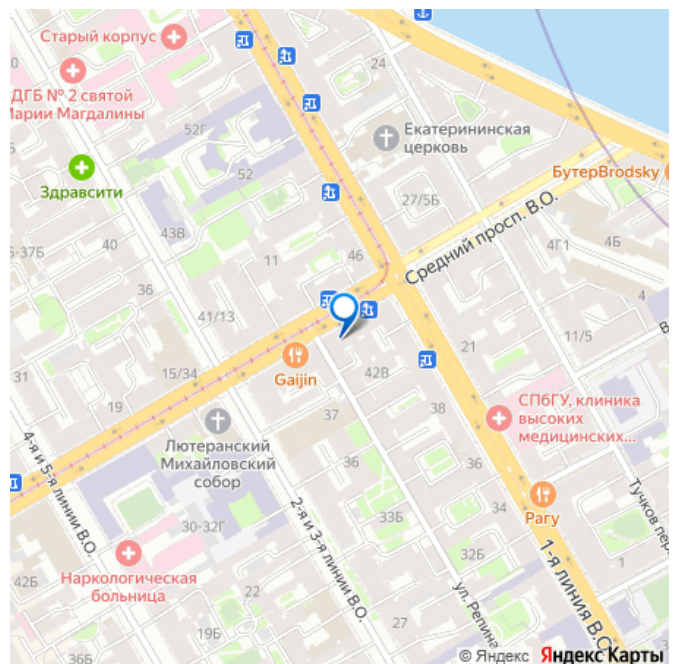 Старый корпус
24
ДГБ № 2 святой
Марии Магдалины
52Г
Екатерининская
церковь
52
БутерBrodsky
Здравсити
27/5Б
Средний просп. В.О.
43В
4Г1
4Б
5-37Б
40
11
46
36
4
41/13
21
11/5
В
31
15/34
Gaijin
42В
19
37
38
СПбГУ, клиника
высоких
медицинских...
Лютеранский
Михайловский
собор
4-я и 5-я линии В.О.
36
36
2-я и 3-я линии В.О.
34
Рагу
Тучков пер.
30-32Г
33Б
32Б
1
1-я линия В.О.
Наркологическая
больница
42Б
22
ул. Репина
27
19Б
36Б
© Яндекс Яндекс Карты